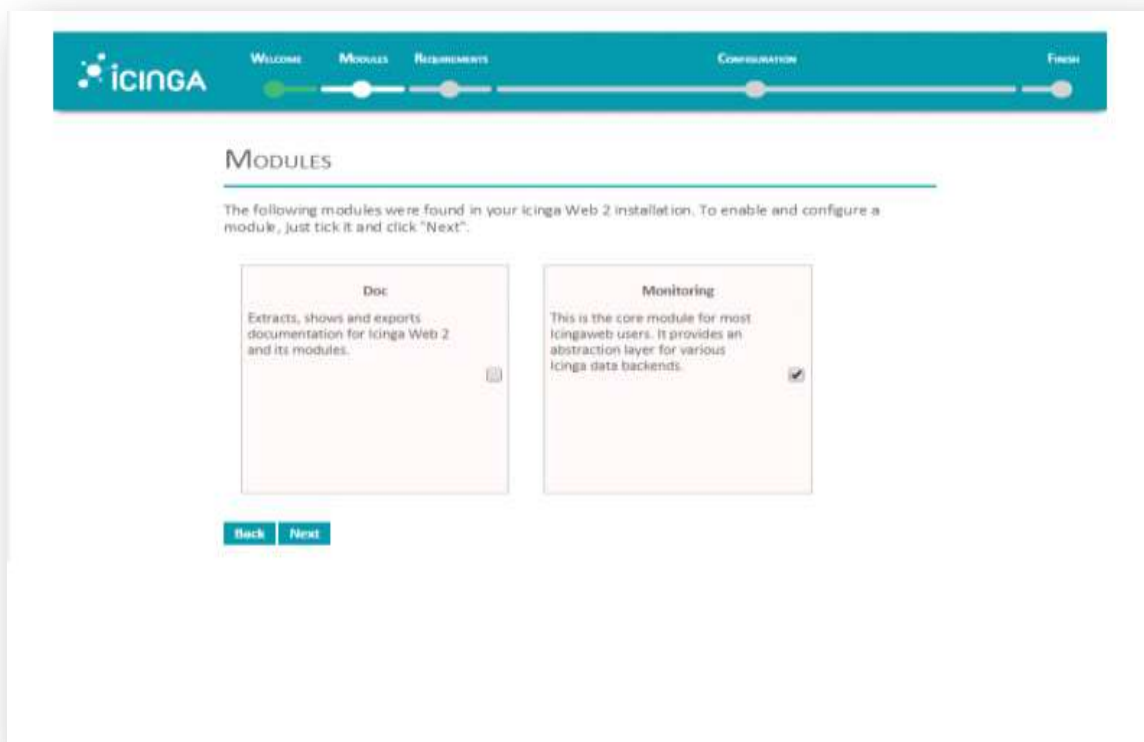 icinga
Welcome Modules Requirements Configuration Finish
Modules
The following modules were found in your Icinga Web 2 installation. To enable and configure a
module, just tick it and click "Next".
Doc
Extracts, shows and exports
documentation for Icinga Web 2
and its modules.
Monitoring
This is the core module for most
Icingaweb users. It provides an
abstraction layer for various
Icinga data backends.
Back Next